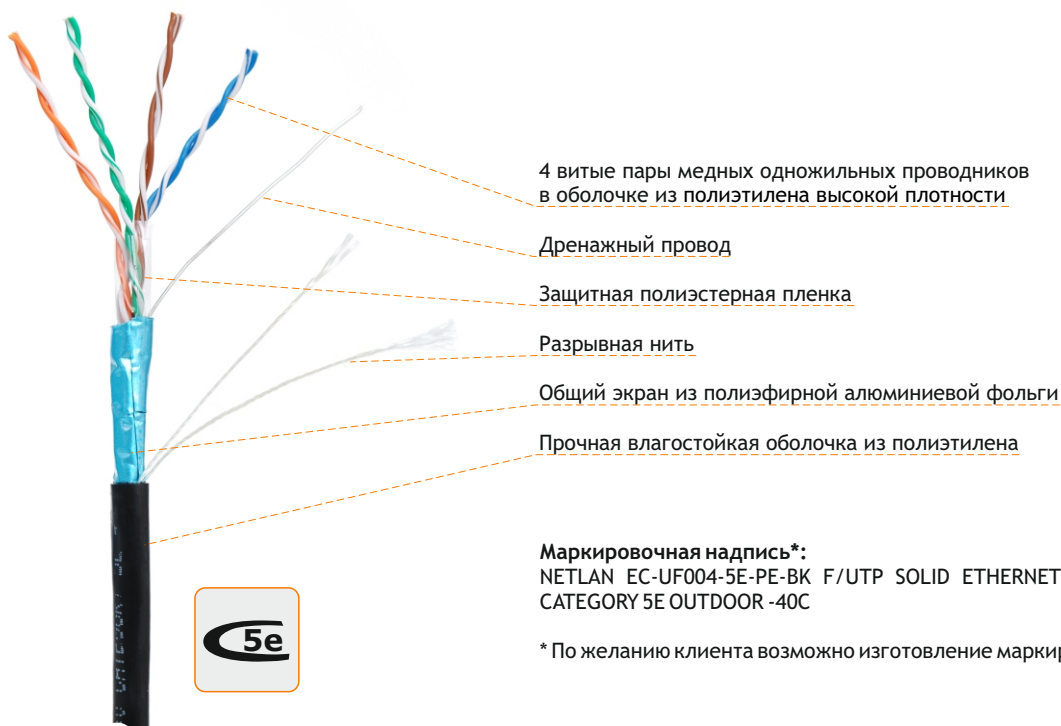 4 витые пары медных одножильных проводников
в оболочке из полиэтилена высокой плотности
Дренажный провод
Защитная полиэстерная пленка
Разрывная нить
Общий экран из полиэфирной алюминиевой фольги
Прочная влагостойкая оболочка из полиэтилена
Маркировочная надпись*:
NETLAN EC-UF004-5E-PE-BK F/UTP SOLID ETHERNET
CATEGORY 5E OUTDOOR -40C
* По желанию клиента возможно изготовление
5e